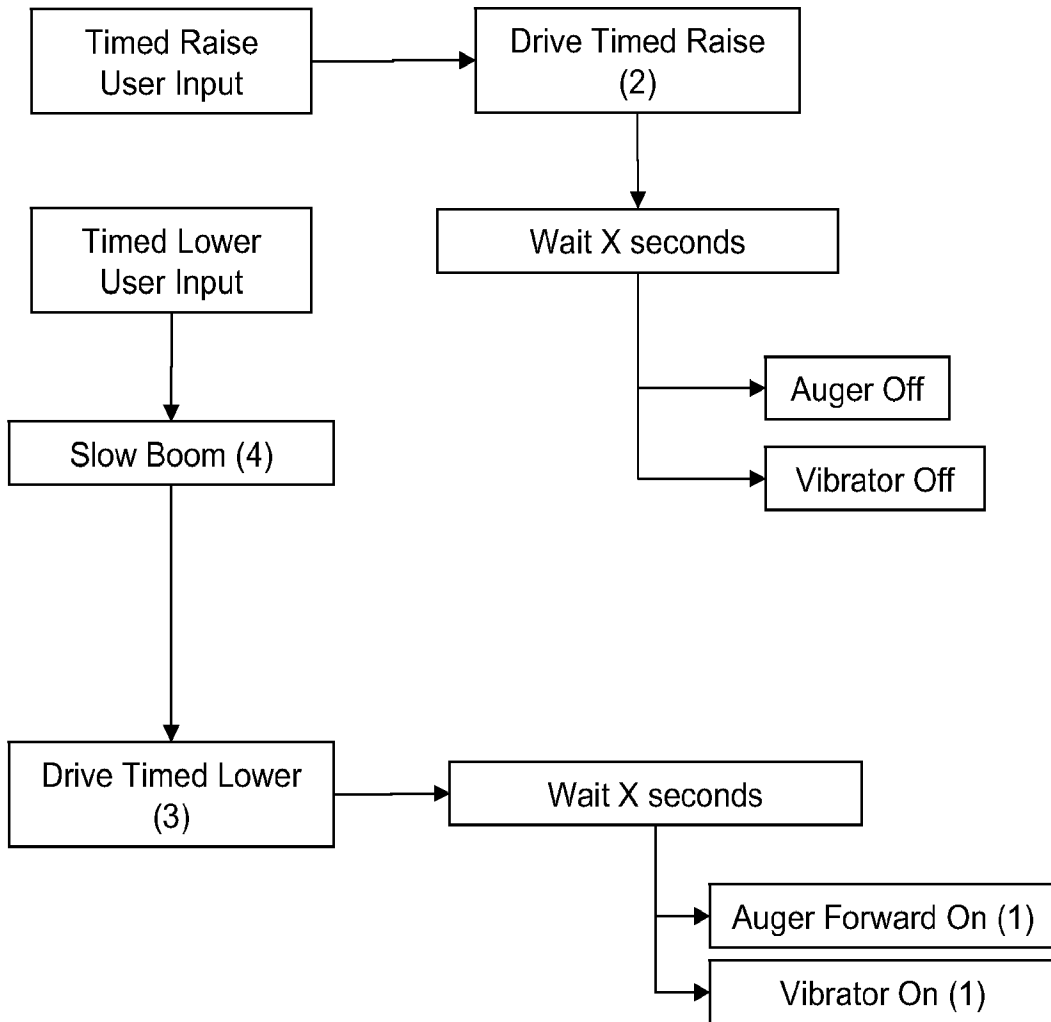 Timed Raise
User Input
Drive Timed Raise
(2)
Wait X seconds
Timed Lower
User Input
Auger Off
Slow Boom (4)
Vibrator Off
Drive Timed Lower
(3)
Wait X seconds
Auger Forward On (1)
Vibrator On (1)